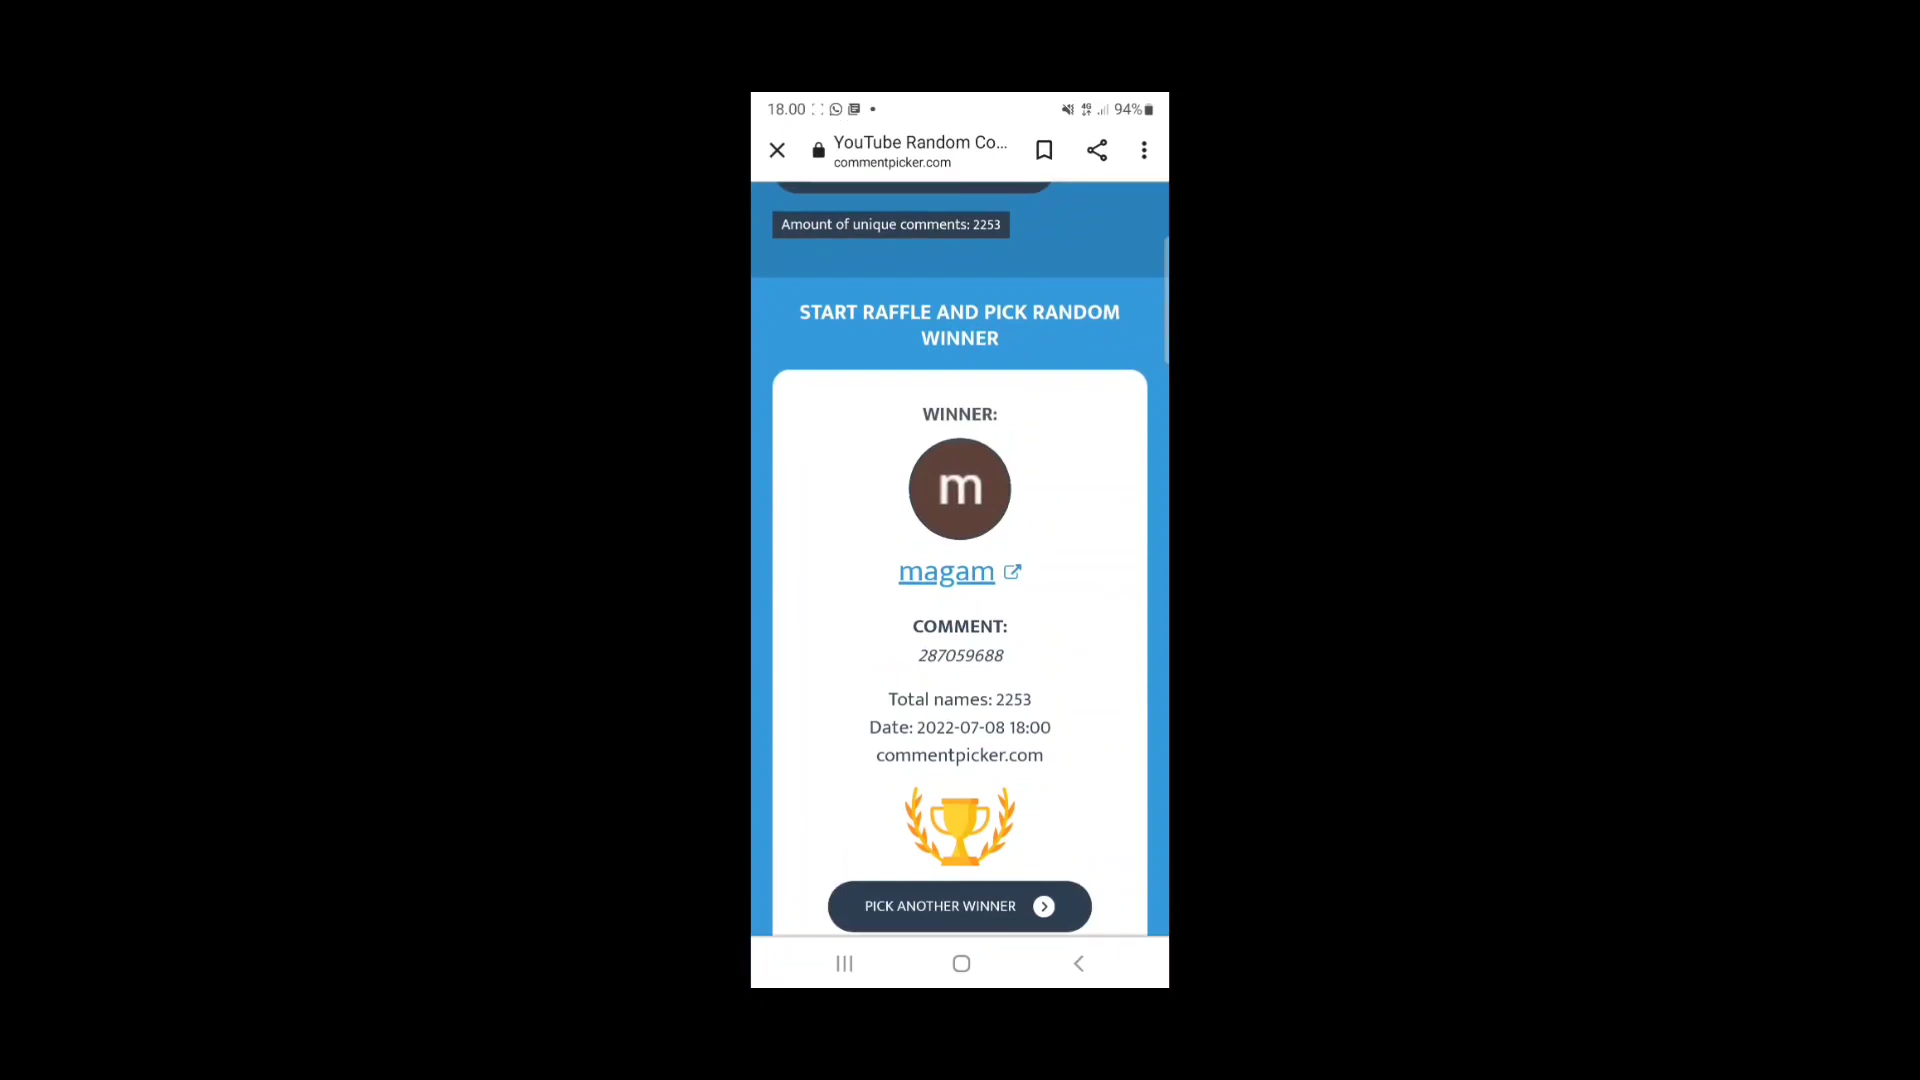 18.00 94%
YouTube Random Co...
commentpicker.com
Amount of unique comments: 2253
START RAFFLE AND PICK RANDOM
WINNER
WINNER:
m
magam
COMMENT:
287059688
Total names: 2253
Date: 2022-07-08 18:00
commentpicker.com
PICK ANOTHER WINNER